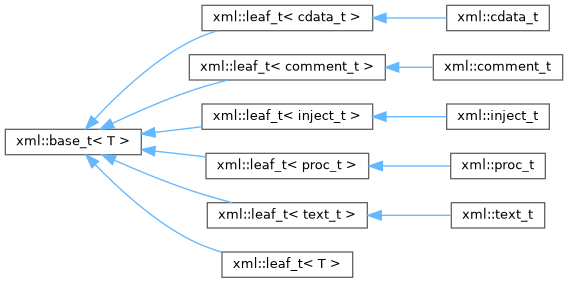 xml::leaf_t< cdata_t >
xml::cdata_t
xml::leaf_t< comment_t >
xml::comment_t
xml::leaf_t< inject_t >
xml::inject_t
xml::base_t< T >
xml::leaf_t< proc_t >
xml::proc_t
xml::leaf_t< text_t >
xml::text_t
xml::leaf_t< T >